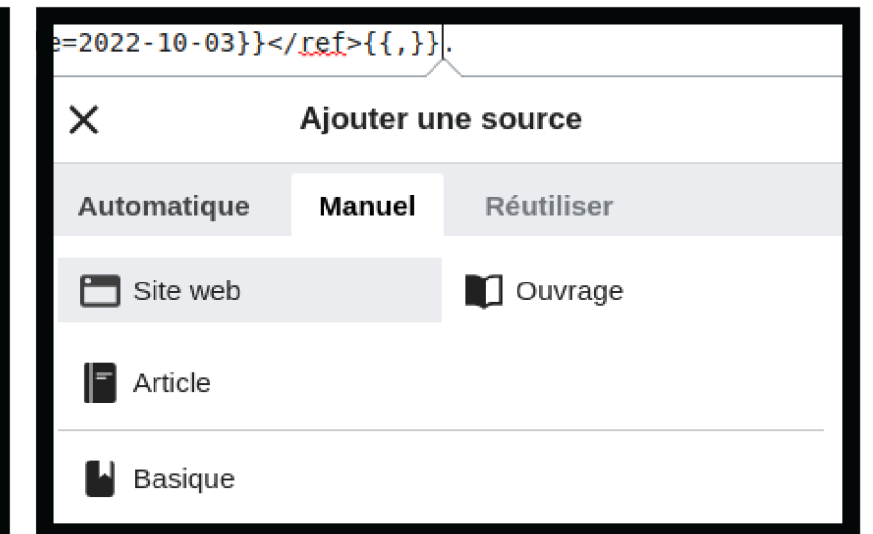 e=2022-10-03}}</ref>{{,}}.
Ajouter une source
Automatique Manuel Réutiliser
Site web Ouvrage
Article
Basique